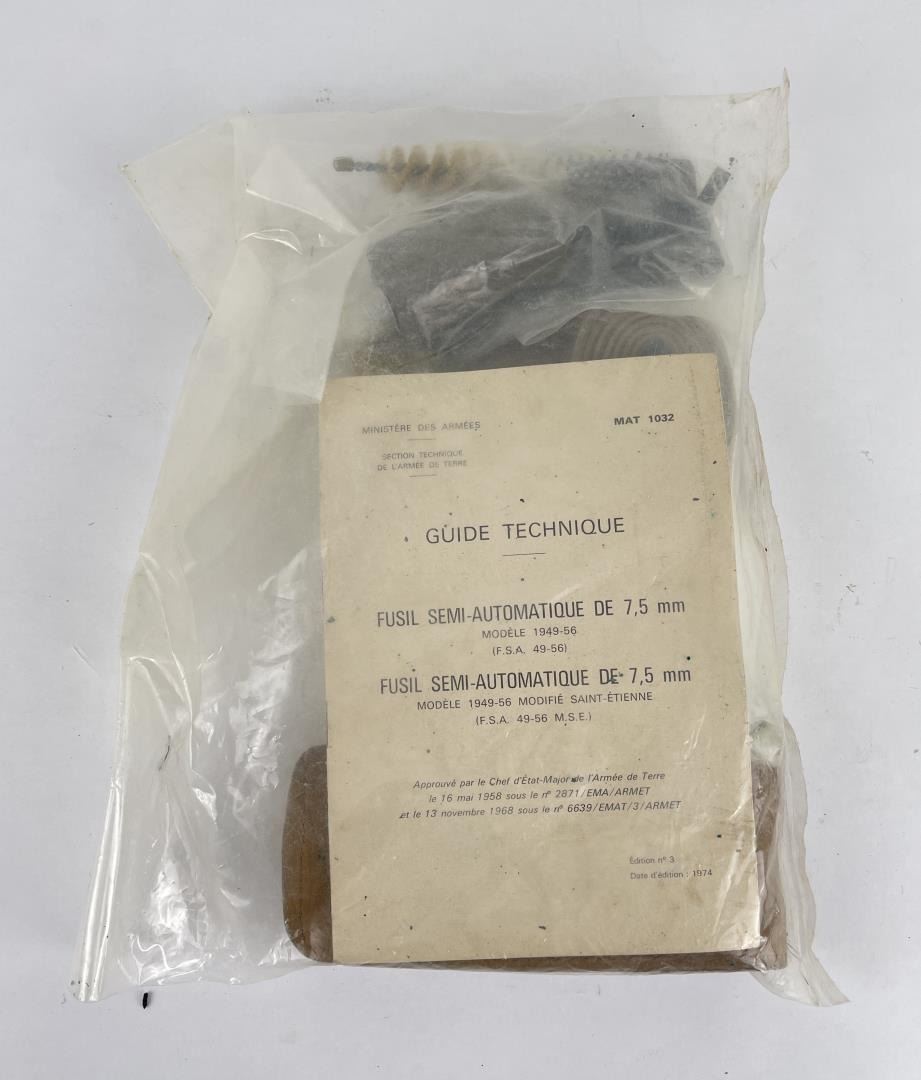 MINISTÈRE DES ARMÉES
MAT 1032
SECTION TECHNIQUE
DE L'ARMÉE DE TERRE
GUIDE TECHNIQUE
FUSIL SEMI-AUTOMATIQUE DE 7,5 mm
MODÈLE 1949-56
(F.S.A. 49-56)
FUSIL SEMI-AUTOMATIQUE DE 7,5 mm
MODÈLE 1949-56 MODIFIÉ SAINT-ÉTIENNE
(F.S.A. 49-56 M.S.E.)
Approuvé par le Chef d'État-Major de l'Armée de Terre
le 16 mai 1958 sous le nº 2871/EMA/ARMET
et le 13 novembre 1968 sous le nº 6639/EMAT/3/ARMET
Édition nº 3
Date d'édition : 1974